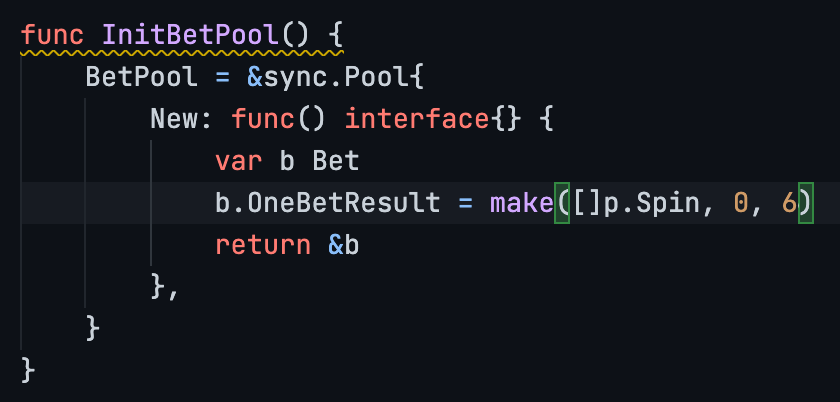 func InitBetPool() {
    BetPool = &sync.Pool{
        New: func() interface{} {
            var b Bet
            b.OneBetResult = make([]p.Spin, 0, 6)
            return &b
        },
    }
}